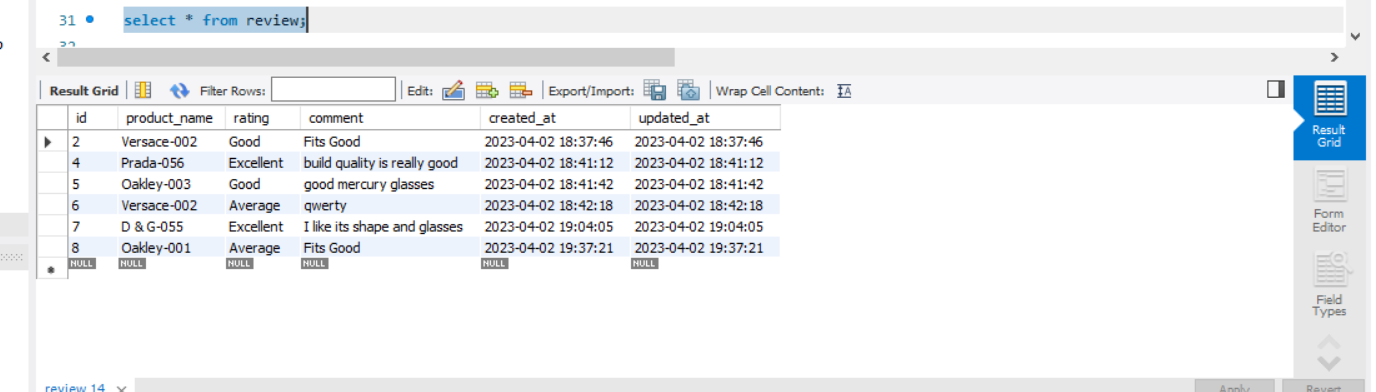 31 select * from review;
32
Result Grid Filter Rows: Edit: Export/Import: Wrap Cell Content:
id product_name rating comment created_at updated_at
2 Versace-002 Good Fits Good 2023-04-02 18:37:46 2023-04-02 18:37:46
4 Prada-056 Excellent build quality is really good 2023-04-02 18:41:12 2023-04-02 18:41:12
5 Oakley-003 Good good mercury glasses 2023-04-02 18:41:42 2023-04-02 18:41:42
6 Versace-002 Average qwerty 2023-04-02 18:42:18 2023-04-02 18:42:18
7 D & G-055 Excellent I like its shape and glasses 2023-04-02 19:04:05 2023-04-02 19:04:05
8 Oakley-001 Average Fits Good 2023-04-02 19:37:21 2023-04-02 19:37:21
NULL NULL NULL NULL NULL NULL
Result
Grid
Form
Editor
Field
Types
review 14
Apply Revert